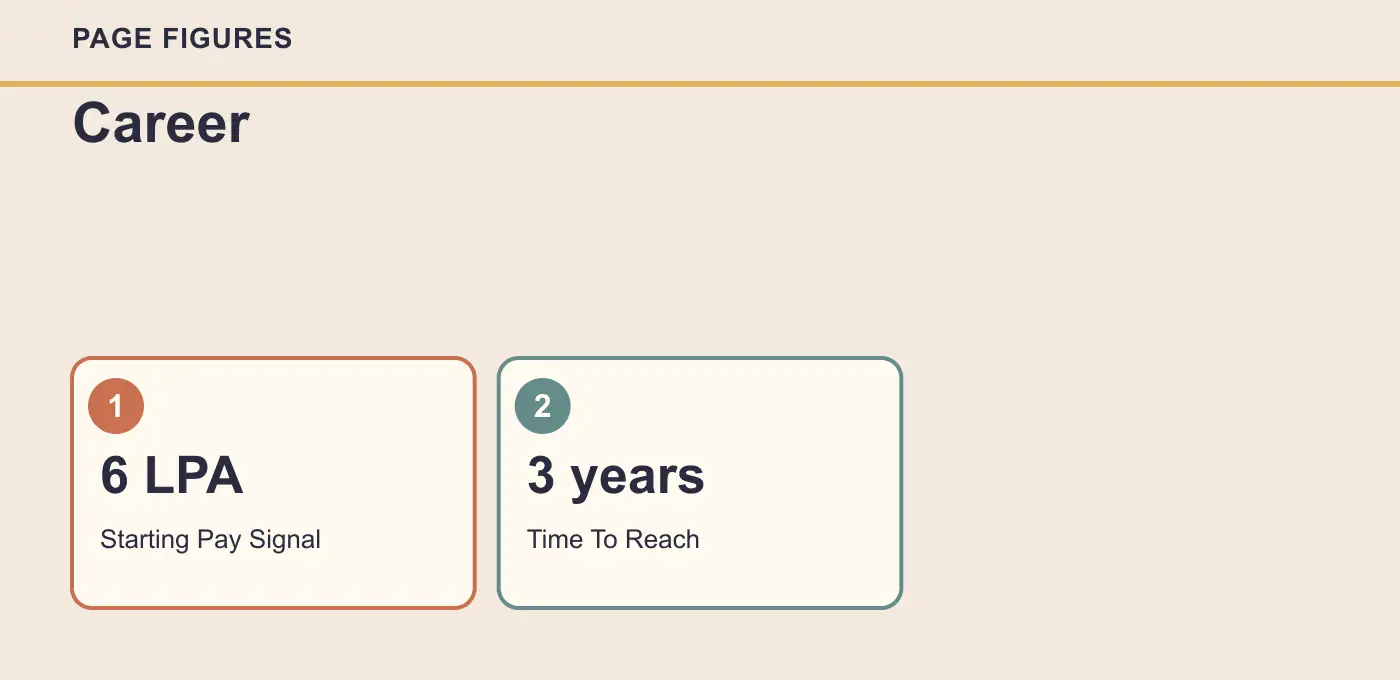 PAGE FIGURES
Career
1
6 LPA
Starting Pay Signal
2
3 years
Time To Reach